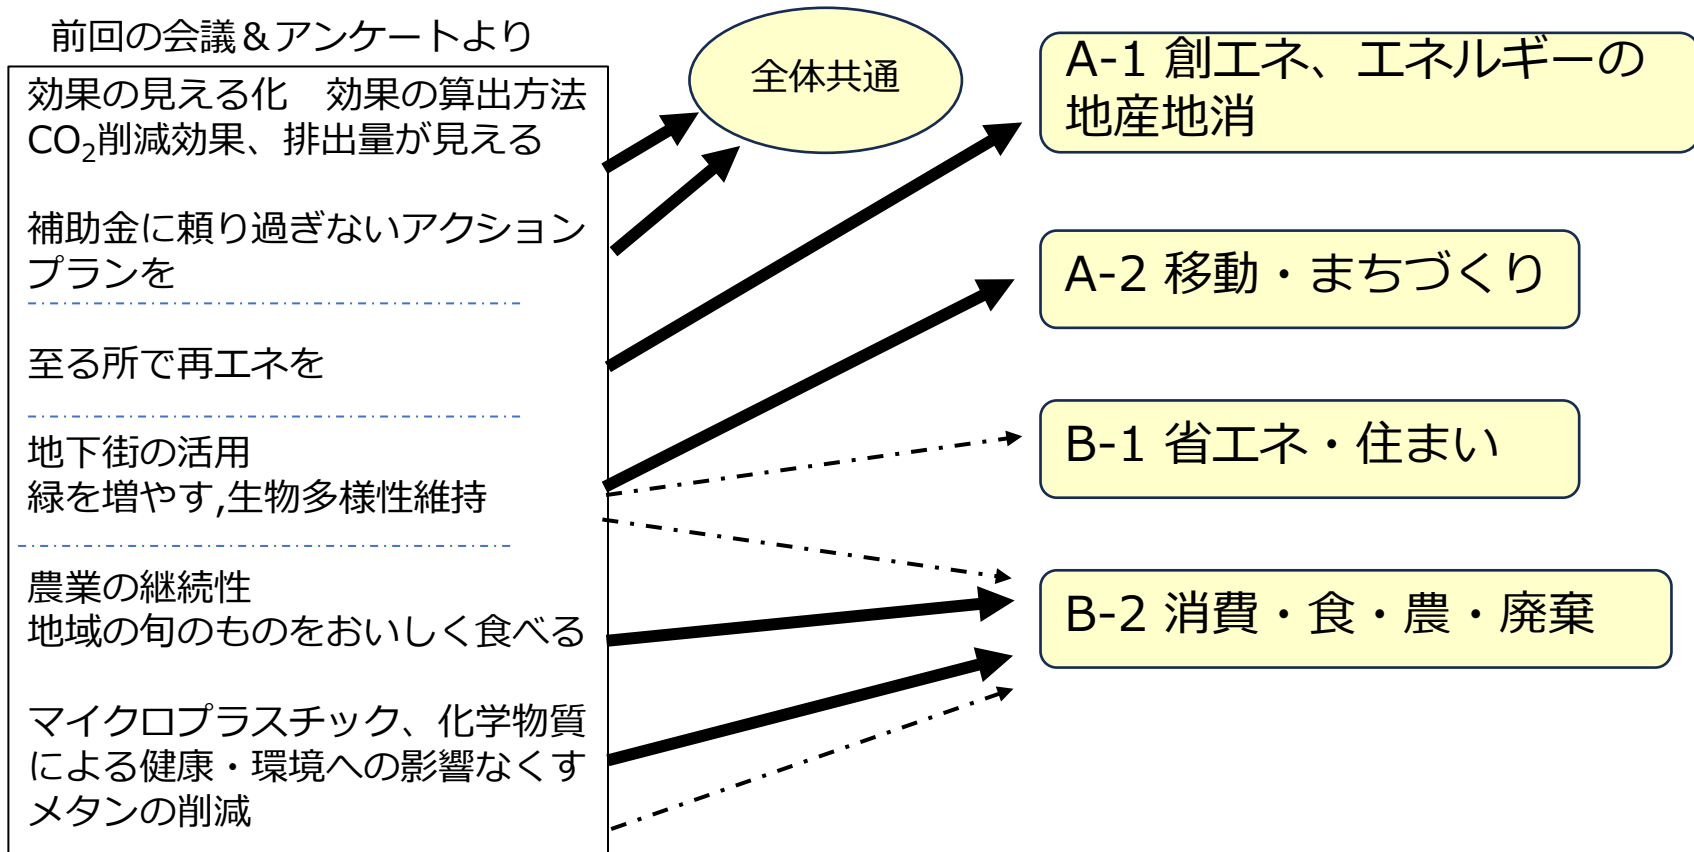 前回の会議＆アンケートより
効果の見える化　効果の算出方法
CO₂削減効果、排出量が見える
補助金に頼り過ぎないアクション
プランを
至る所で再エネを
地下街の活用
緑を増やす,生物多様性維持
農業の継続性
地域の旬のものをおいしく食べる
マイクロプラスチック、化学物質
による健康・環境への影響なくす
メタンの削減
全体共通
A-1 創エネ、エネルギーの
地産地消
A-2 移動・まちづくり
B-1 省エネ・住まい
B-2 消費・食・農・廃棄